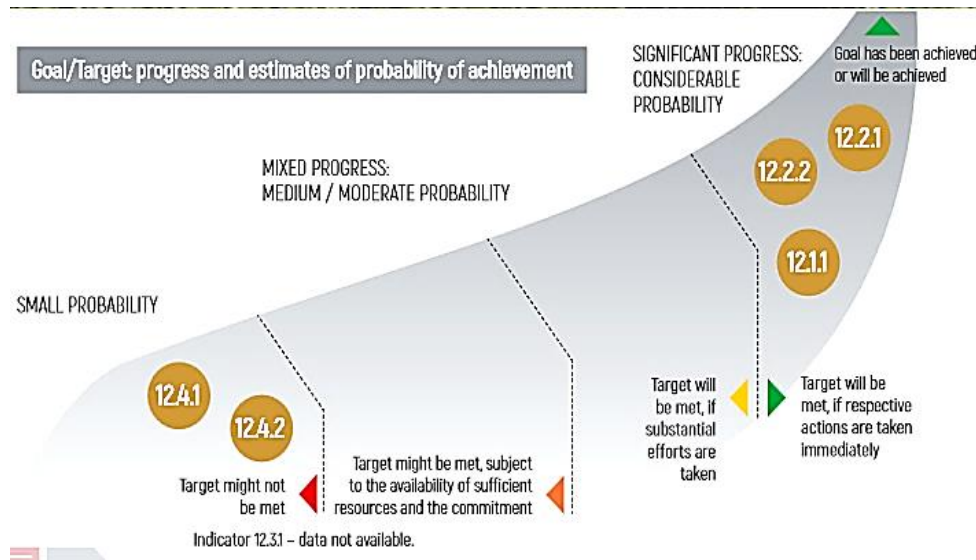 Goal/Target: progress and estimates of probability of achievement
SIGNIFICANT PROGRESS:
CONSIDERABLE
PROBABILITY
Goal has been achieved
or will be achieved
12.2.1
12.2.2
MIXED PROGRESS:
MEDIUM / MODERATE PROBABILITY
12.1.1
SMALL PROBABILITY
12.4.1
12.4.2
Target might not
be met
Target might be met, subject
to the availability of sufficient
resources and the commitment
Target will
be met, if
substantial
efforts are
taken
Target will be
met, if respective
actions are taken
immediately
Indicator 12.3.1 – data not available.